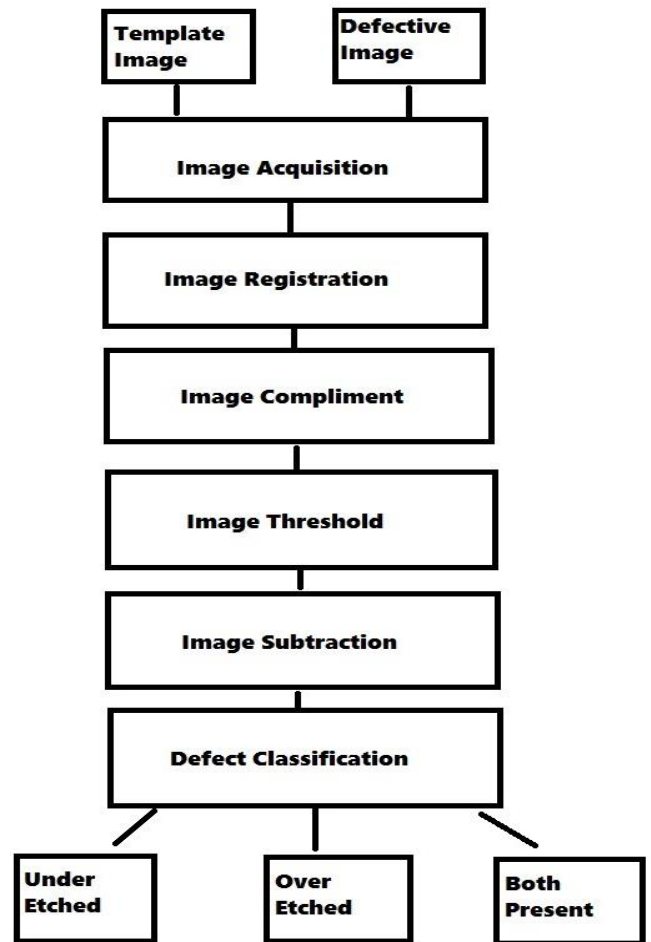 Template
Image
Defective
Image
Image Acquisition
Image Registration
Image Compliment
Image Threshold
Image Subtraction
Defect Classification
Under
Etched
Over
Etched
Both
Present